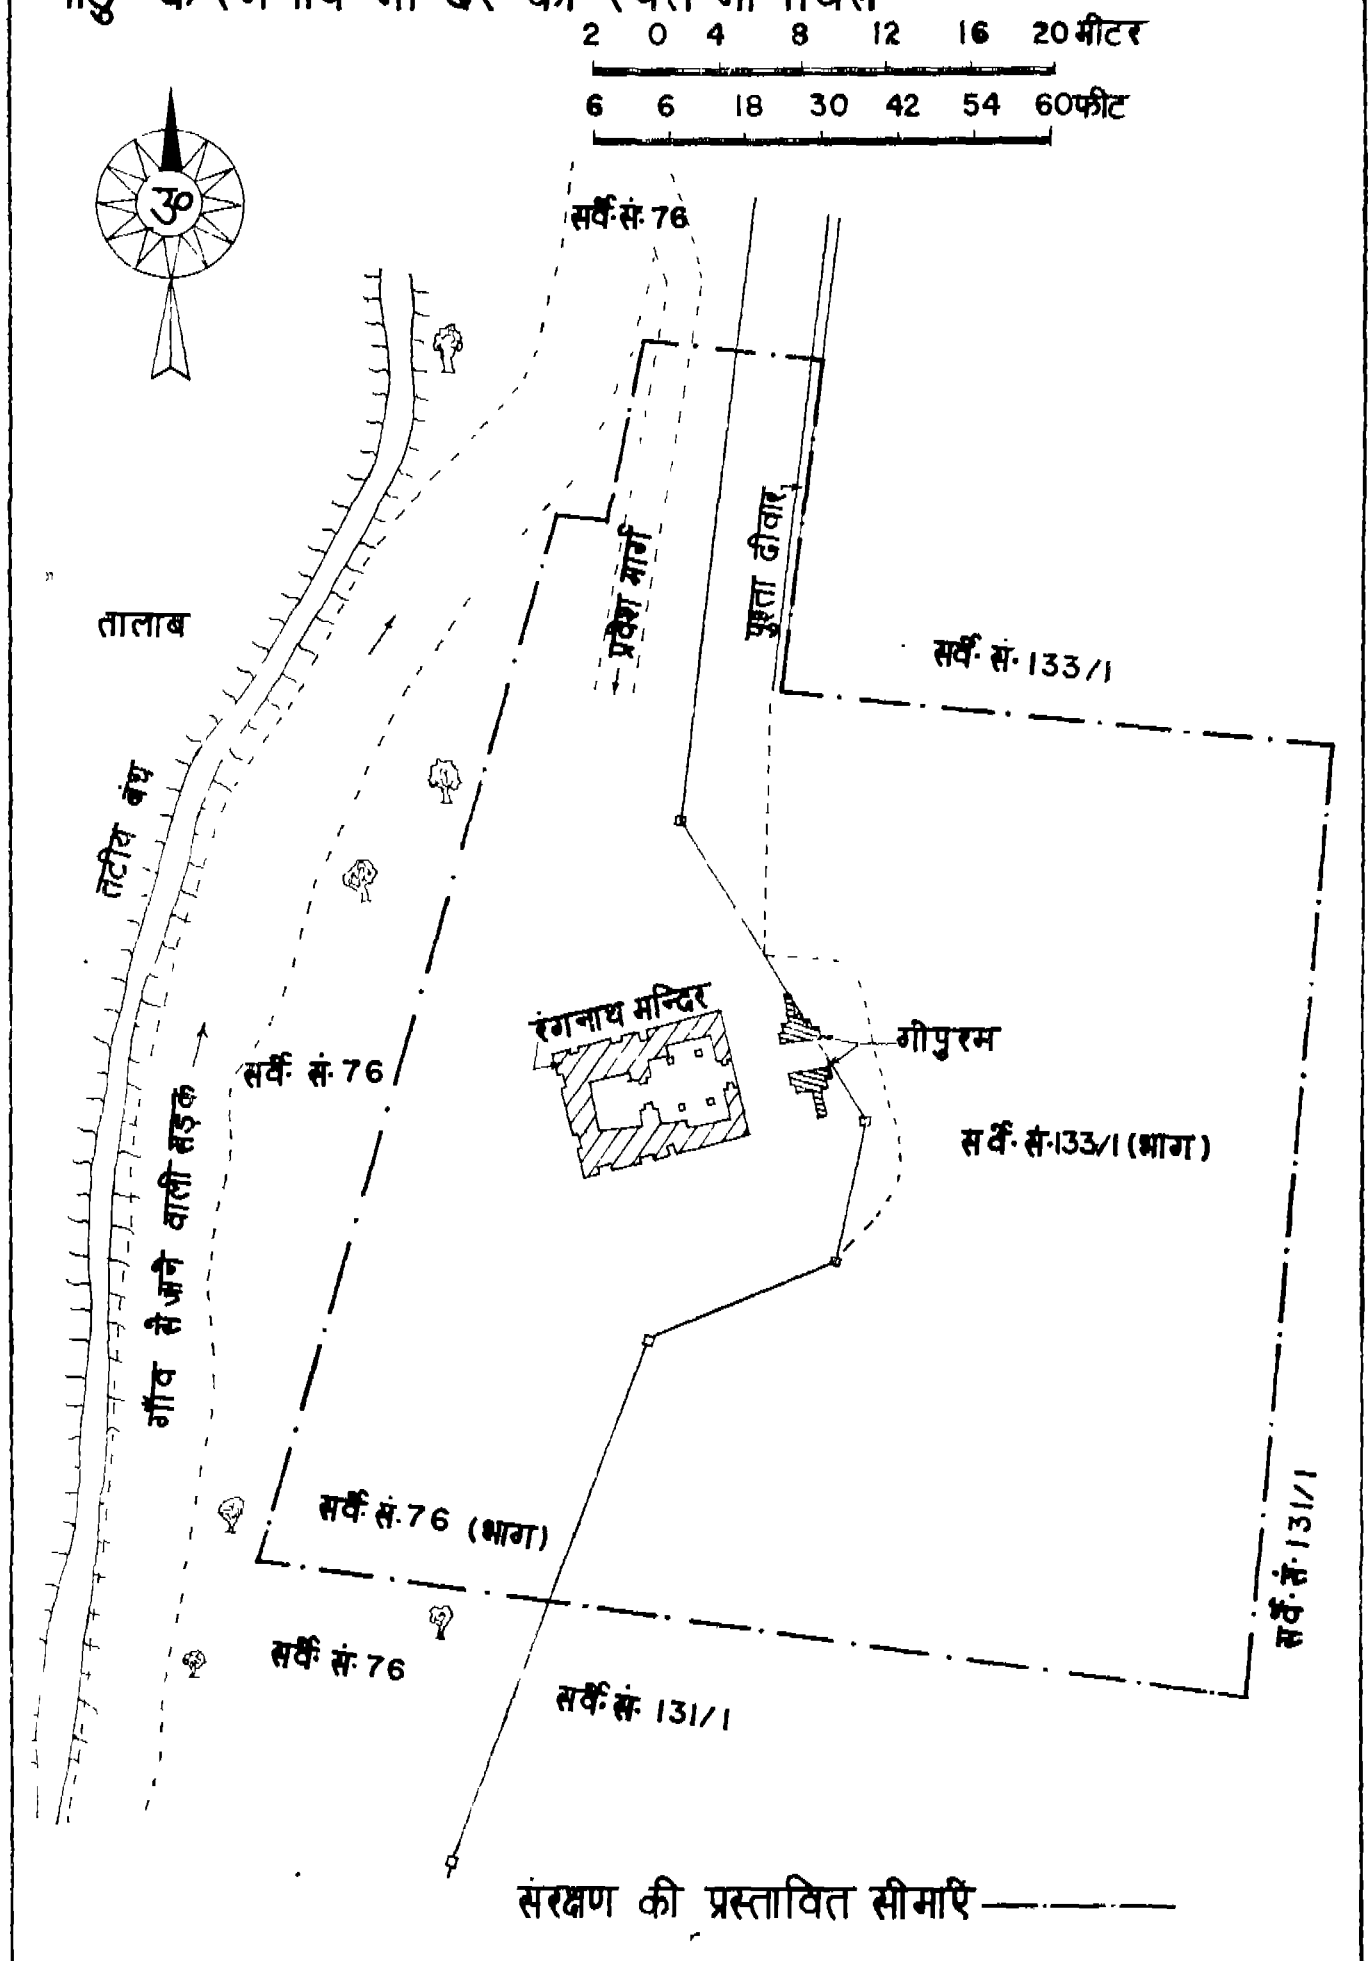 2 0 4 8 12 16 20 मीटर
6 6 18 30 42 54 60 फीट
उ०
सर्वे. सं. 76
प्रवेश मार्ग
पुश्ता दीवार
तालाब
सर्वे. सं. 133/1
तटीय बंध
रंगनाथ मन्दिर
गोपुरम
सर्वे. सं. 76
सर्वे. सं. 133/1 (भाग)
गाँव से जाने वाली सड़क
सर्वे. सं. 76 (भाग)
सर्वे. सं. 131/1
सर्वे. सं. 76
सर्वे. सं. 131/1
संरक्षण की प्रस्तावित सीमाएं